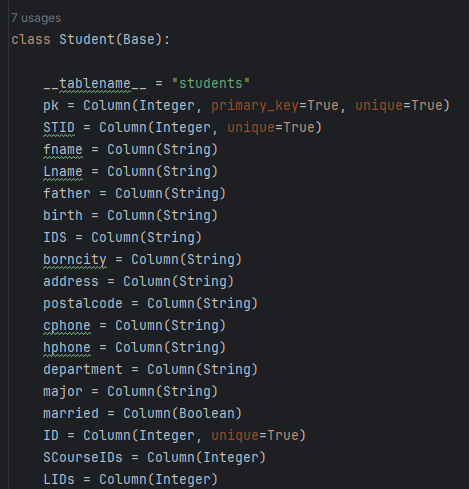 7 usages
class Student(Base):
__tablename__ = "students"
pk = Column(Integer, primary_key=True, unique=True)
STID = Column(Integer, unique=True)
fname = Column(String)
Lname = Column(String)
father = Column(String)
birth = Column(String)
IDS = Column(String)
borncity = Column(String)
address = Column(String)
postalcode = Column(String)
cphone = Column(String)
hphone = Column(String)
department = Column(String)
major = Column(String)
married = Column(Boolean)
ID = Column(Integer, unique=True)
SCourseIDs = Column(Integer)
LIDs = Column(Integer)